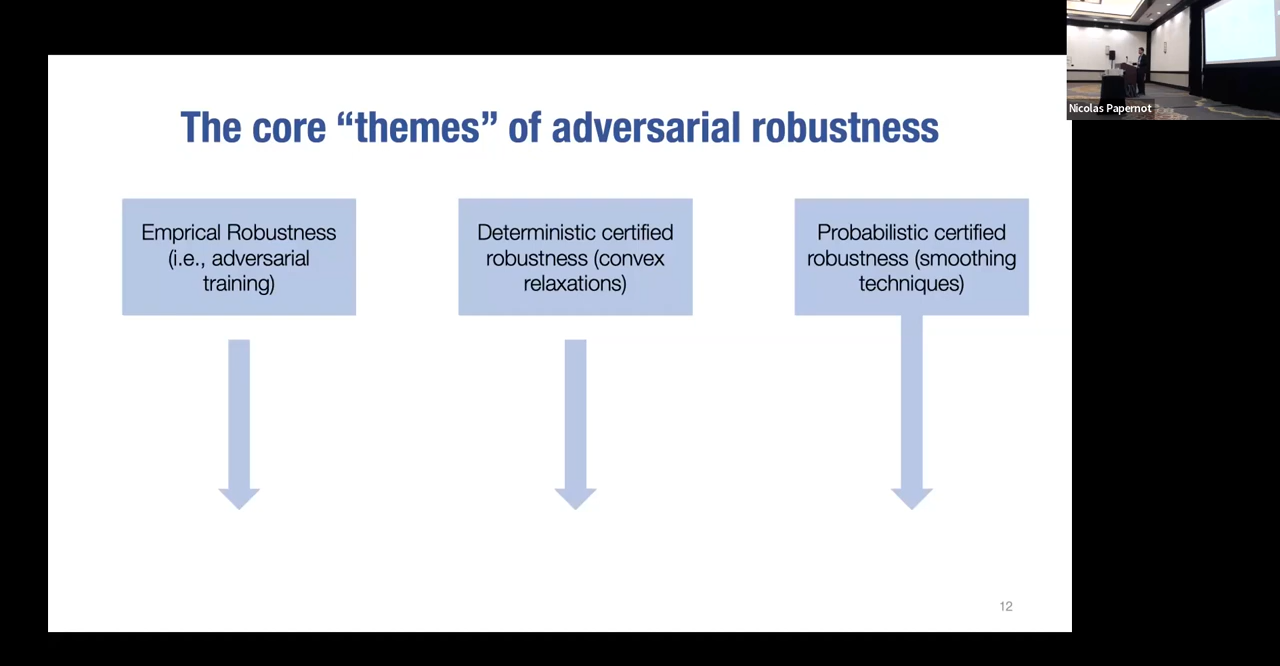 Nicolas Papernot
The core “themes” of adversarial robustness
Emprical Robustness
(i.e., adversarial
training)
Deterministic certified
robustness (convex
relaxations)
Probabilistic certified
robustness (smoothing
techniques)
12